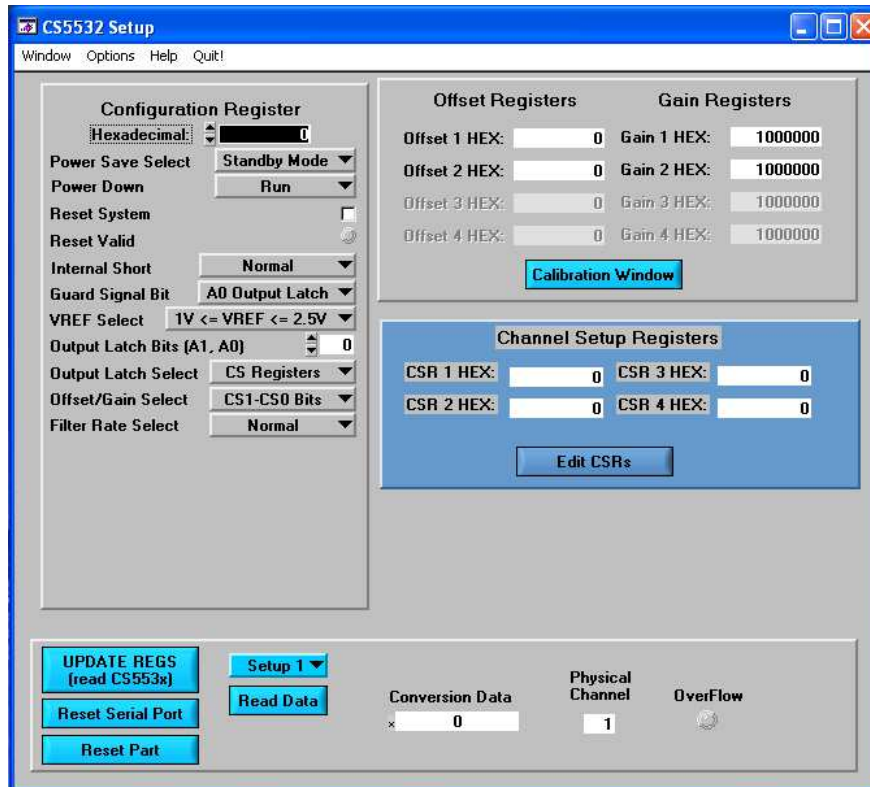 CS5532 Setup
Window Options Help Quit!
Configuration Register
Hexadecimal: 0
Power Save Select Standby Mode
Power Down Run
Reset System
Reset Valid
Internal Short Normal
Guard Signal Bit A0 Output Latch
VREF Select 1V <= VREF <= 2.5V
Output Latch Bits (A1, A0) 0
Output Latch Select CS Registers
Offset/Gain Select CS1-CS0 Bits
Filter Rate Select Normal
Offset Registers Gain Registers
Offset 1 HEX: 0 Gain 1 HEX: 1000000
Offset 2 HEX: 0 Gain 2 HEX: 1000000
Offset 3 HEX: 0 Gain 3 HEX: 1000000
Offset 4 HEX: 0 Gain 4 HEX: 1000000
Calibration Window
Channel Setup Registers
CSR 1 HEX: 0 CSR 3 HEX: 0
CSR 2 HEX: 0 CSR 4 HEX: 0
Edit CSRs
UPDATE REGS
(read CS553x)
Reset Serial Port
Reset Part
Setup 1
Read Data
Conversion Data
x 0
Physical
Channel
1
OverFlow